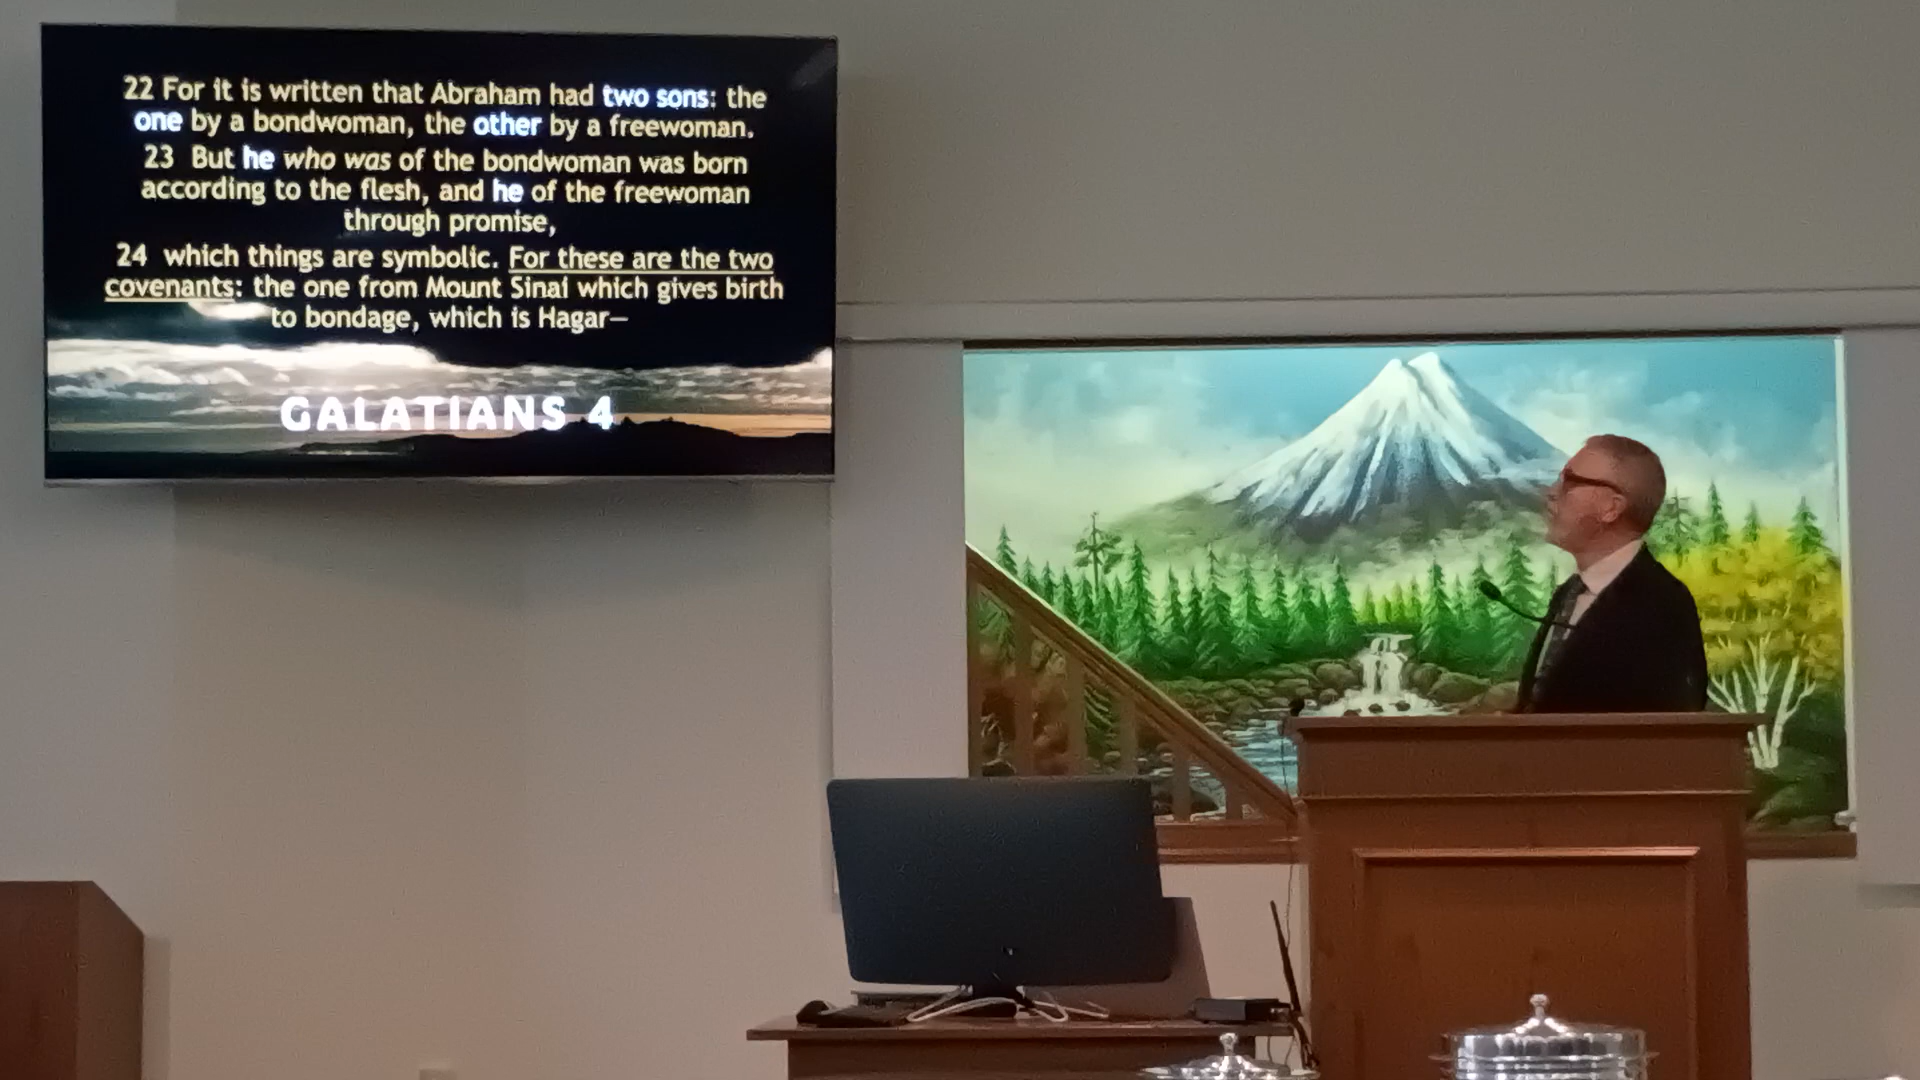 22 For it is written that Abraham had two sons: the
one by a bondwoman, the other by a freewoman.
23 But he who was of the bondwoman was born
according to the flesh, and he of the freewoman
through promise,
24 which things are symbolic. For these are the two
covenants: the one from Mount Sinai which gives birth
to bondage, which is Hagar—
GALATIANS 4